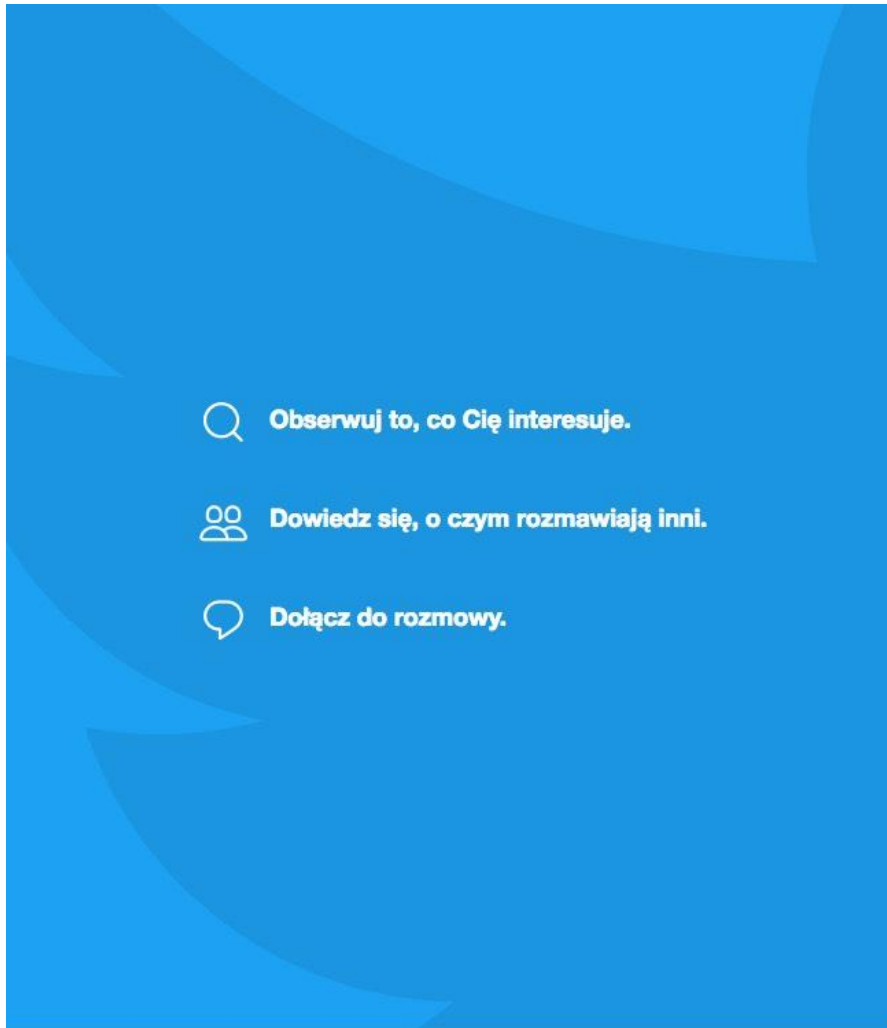 Obserwuj to, co Cię interesuje.
Dowiedz się, o czym rozmawiają inni.
Dołącz do rozmowy.